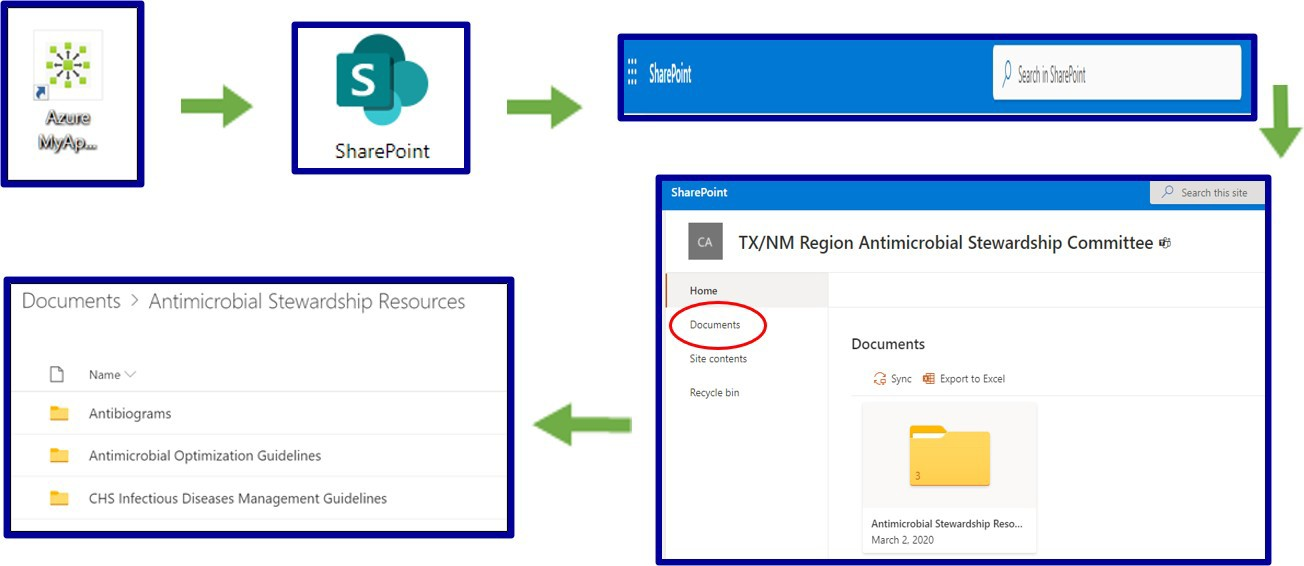 Azure
MyAp...
S
SharePoint
SharePoint
Search in SharePoint
SharePoint
Search this site
CA
TX/NM Region Antimicrobial Stewardship Committee
Home
Documents
Site contents
Recycle bin
Documents
Sync
Export to Excel
3
Antimicrobial Stewardship Reso...
March 2, 2020
Documents > Antimicrobial Stewardship Resources
Name
Antibiograms
Antimicrobial Optimization Guidelines
CHS Infectious Diseases Management Guidelines